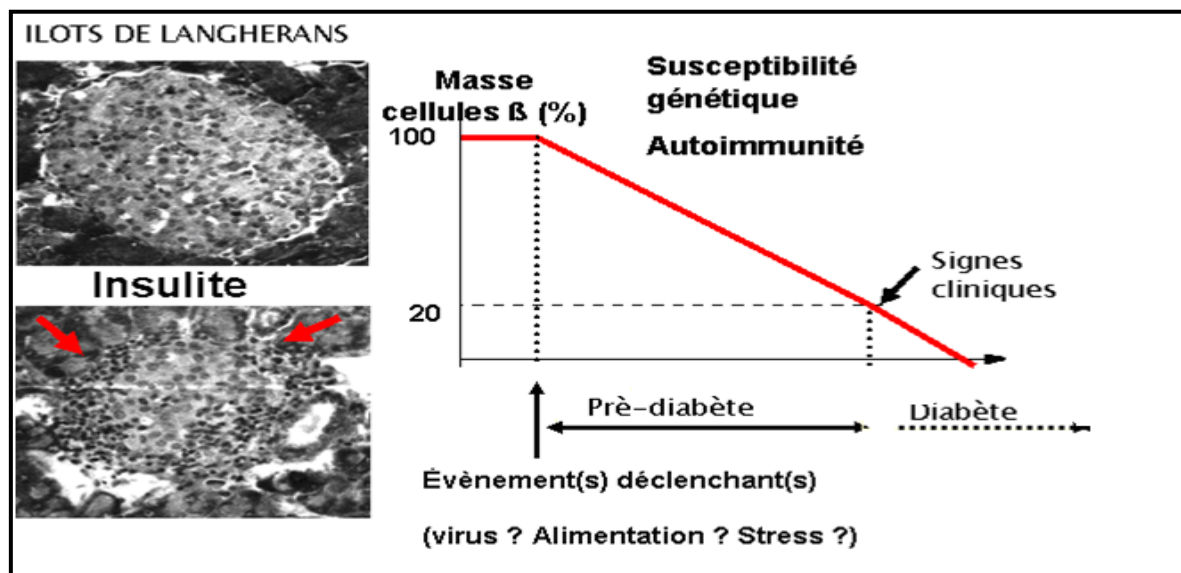 ILOTS DE LANGHERANS
Insulite
Masse
cellules ß (%)
100
20
Susceptibilité
génétique
Autoimmunité
Signes
cliniques
Prè-diabète
Diabète
Évènement(s) déclenchant(s)
(virus ? Alimentation ? Stress ?)